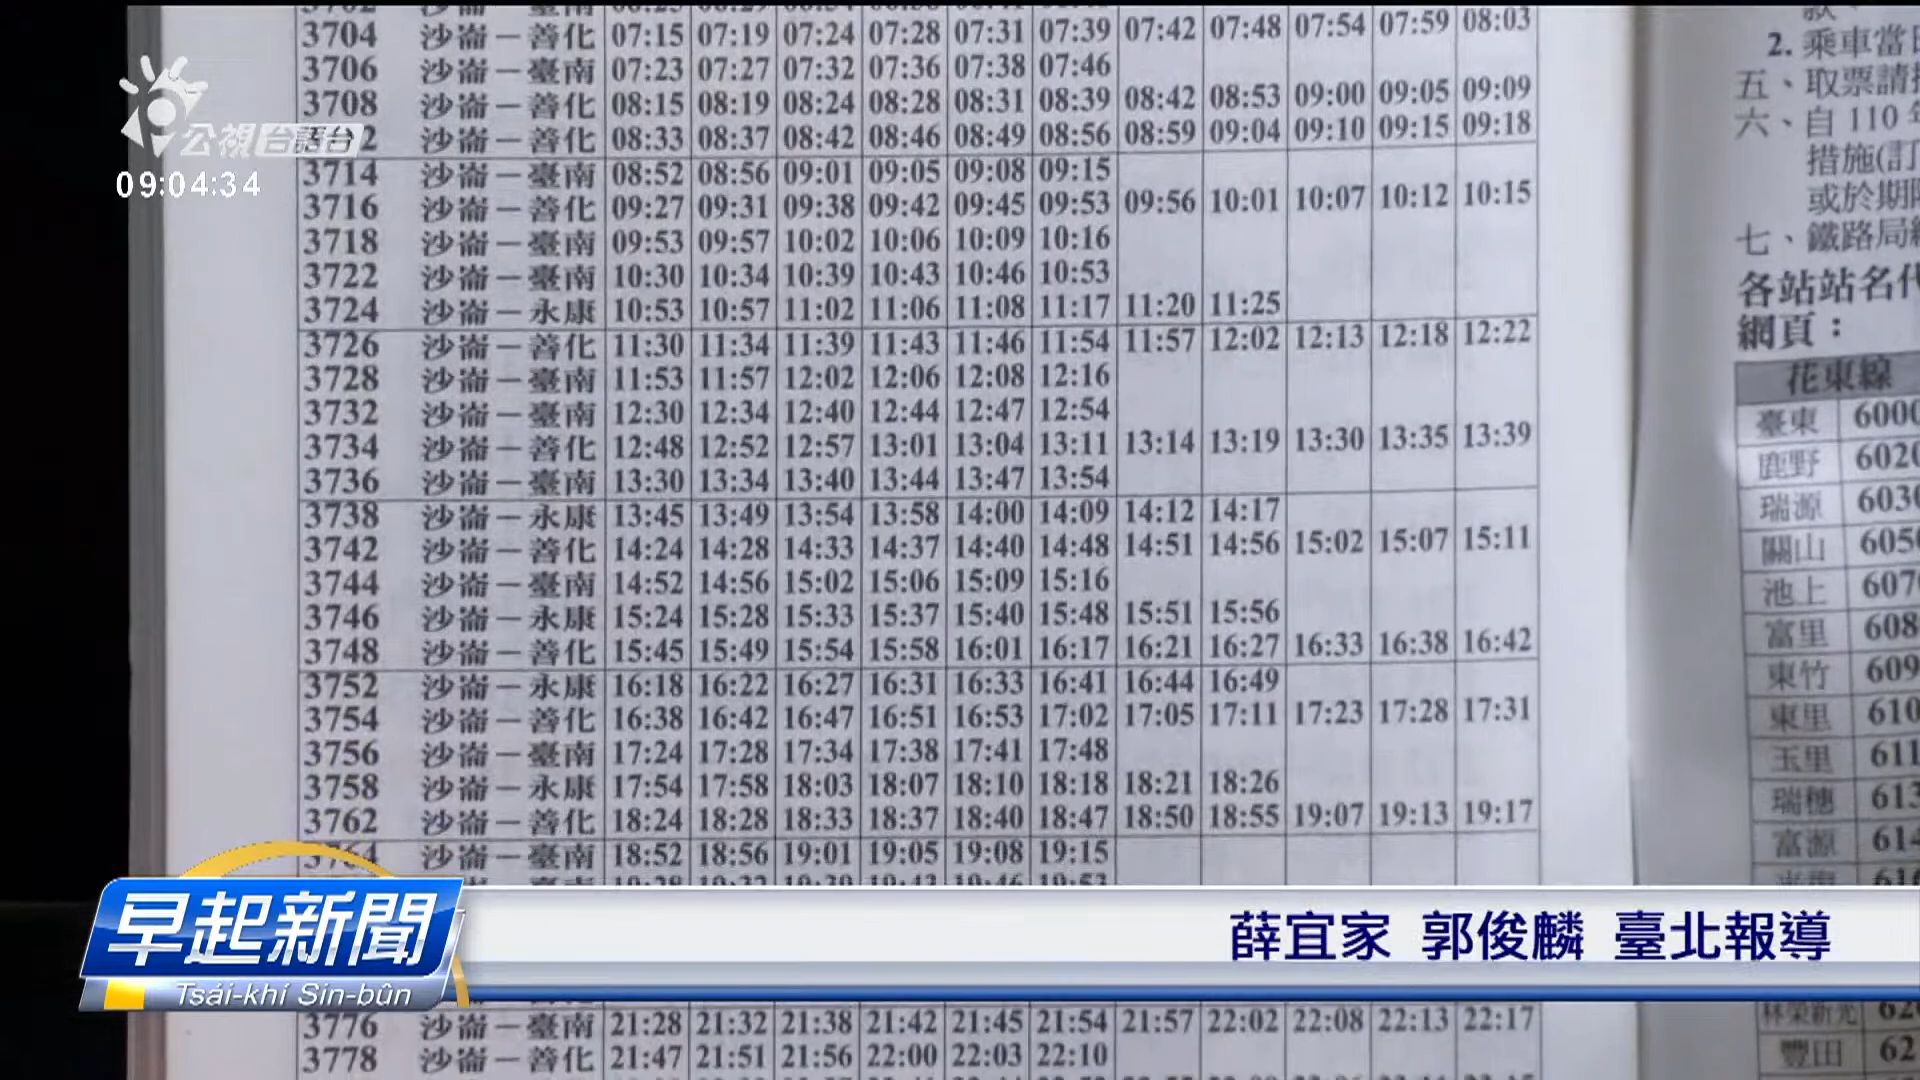 3704 沙崙－善化 07:15 07:19 07:24 07:28 07:31 07:39 07:42 07:48 07:54 07:59 08:03
3706 沙崙－臺南 07:23 07:27 07:32 07:36 07:38 07:46
3708 沙崙－善化 08:15 08:19 08:24 08:28 08:31 08:39 08:42 08:53 09:00 09:05 09:09
2 沙崙－善化 08:33 08:37 08:42 08:46 08:49 08:56 08:59 09:04 09:10 09:15 09:18
3714 沙崙－臺南 08:52 08:56 09:01 09:05 09:08 09:15
3716 沙崙－善化 09:27 09:31 09:38 09:42 09:45 09:53 09:56 10:01 10:07 10:12 10:15
3718 沙崙－臺南 09:53 09:57 10:02 10:06 10:09 10:16
3722 沙崙－臺南 10:30 10:34 10:39 10:43 10:46 10:53
3724 沙崙－永康 10:53 10:57 11:02 11:06 11:08 11:17 11:20 11:25
3726 沙崙－善化 11:30 11:34 11:39 11:43 11:46 11:54 11:57 12:02 12:13 12:18 12:22
3728 沙崙－臺南 11:53 11:57 12:02 12:06 12:08 12:16
3732 沙崙－臺南 12:30 12:34 12:40 12:44 12:47 12:54
3734 沙崙－善化 12:48 12:52 12:57 13:01 13:04 13:11 13:14 13:19 13:30 13:35 13:39
3736 沙崙－臺南 13:30 13:34 13:40 13:44 13:47 13:54
3738 沙崙－永康 13:45 13:49 13:54 13:58 14:00 14:09 14:12 14:17
3742 沙崙－善化 14:24 14:28 14:33 14:37 14:40 14:48 14:51 14:56 15:02 15:07 15:11
3744 沙崙－臺南 14:52 14:56 15:02 15:06 15:09 15:16
3746 沙崙－永康 15:24 15:28 15:33 15:37 15:40 15:48 15:51 15:56
3748 沙崙－善化 15:45 15:49 15:54 15:58 16:01 16:17 16:21 16:27 16:33 16:38 16:42
3752 沙崙－永康 16:18 16:22 16:27 16:31 16:33 16:41 16:44 16:49
3754 沙崙－善化 16:38 16:42 16:47 16:51 16:53 17:02 17:05 17:11 17:23 17:28 17:31
3756 沙崙－臺南 17:24 17:28 17:34 17:38 17:41 17:48
3758 沙崙－永康 17:54 17:58 18:03 18:07 18:10 18:18 18:21 18:26
3762 沙崙－善化 18:24 18:28 18:33 18:37 18:40 18:47 18:50 18:55 19:07 19:13 19:17
3764 沙崙－臺南 18:52 18:56 19:01 19:05 19:08 19:15
3776 沙崙－臺南 21:28 21:32 21:38 21:42 21:45 21:54 21:57 22:02 22:08 22:13 22:17
3778 沙崙－善化 21:47 21:51 21:56 22:00 22:03 22:10
2. 乘車當
五、取票請
六、自 110
措施(訂
或於期
七、鐵路局
各站站名
網頁：
花東線
臺東 600
鹿野 602
瑞源 603
關山 605
池上 607
富里 608
東竹 609
東里 610
玉里 611
瑞穗 613
富源 614
豐田 62
公視台語台
09:04:34
早起新聞
Tsái-khí Sin-bûn
薛宜家 郭俊麟 臺北報導